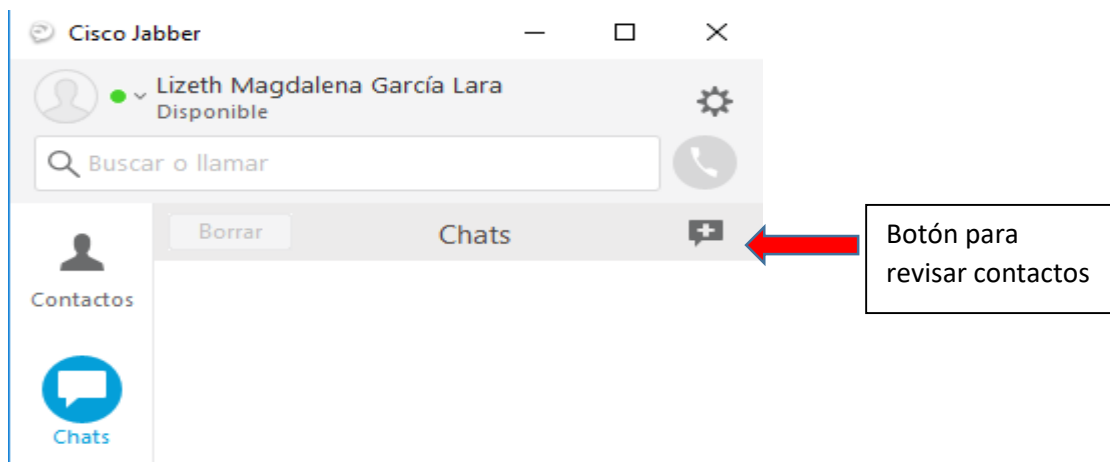 Cisco Jabber
Lizeth Magdalena García Lara
Disponible
Buscar o llamar
Borrar
Chats
Contactos
Chats
Botón para
revisar contactos